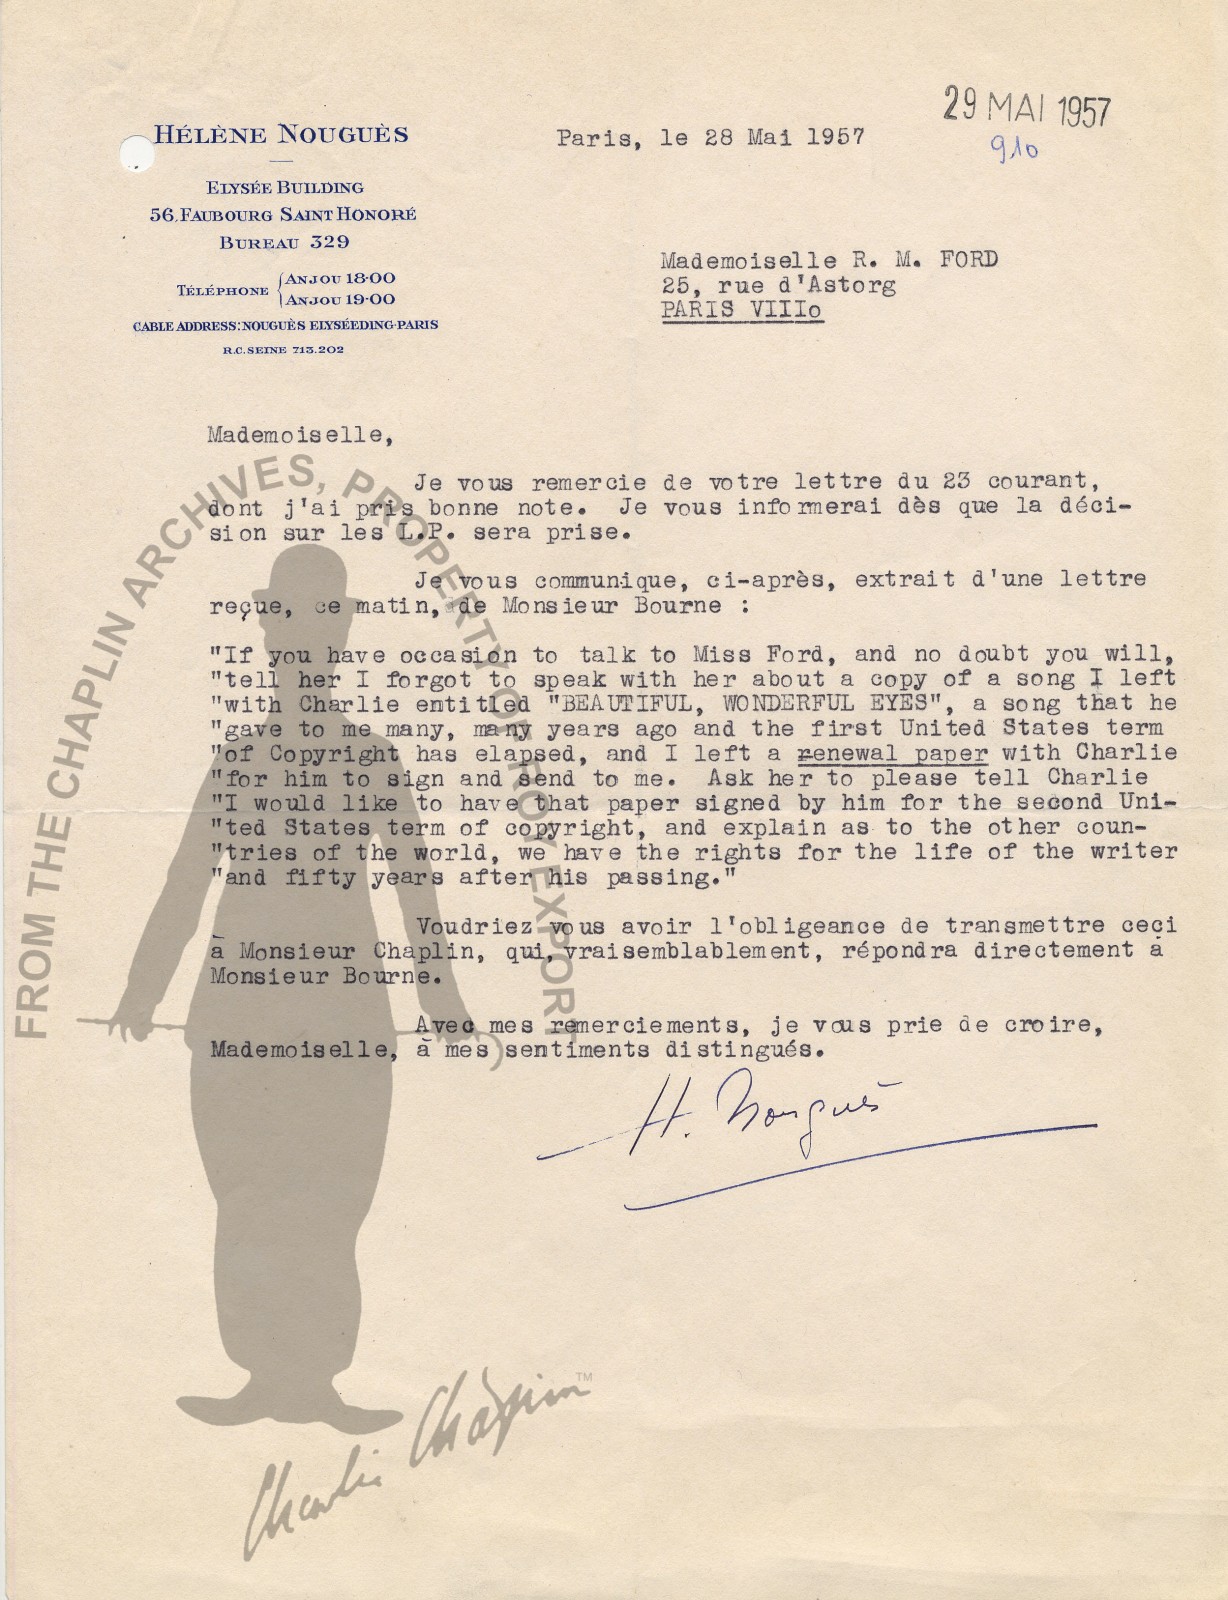 29 MAI 1957
910
HÉLÈNE NOUGUÈS
ELYSÉE BUILDING
56, FAUBOURG SAINT HONORÉ
BUREAU 329
TÉLÉPHONE
ANJOU 18-00
ANJOU 19-00
CABLE ADDRESS: NOUGUÈS ELYSÉEDING-PARIS
R.C. SEINE 713.202
Paris, le 28 Mai 1957
Mademoiselle R. M. FORD
25, rue d'Astorg
PARIS VIIIo
Mademoiselle,
Je vous remercie de votre lettre du 23 courant,
dont j'ai pris bonne note. Je vous informerai dès que la déci-
sion sur les L.P. sera prise.
Je vous communique, ci-après, extrait d'une lettre
reçue, ce matin, de Monsieur Bourne :
"If you have occasion to talk to Miss Ford, and no doubt you will,
"tell her I forgot to speak with her about a copy of a song I left
"with Charlie entitled "BEAUTIFUL, WONDERFUL EYES", a song that he
"gave to me many, many years ago and the first United States term
"of Copyright has elapsed, and I left a renewal paper with Charlie
"for him to sign and send to me. Ask her to please tell Charlie
"I would like to have that paper signed by him for the second Uni-
"ted States term of copyright, and explain as to the other coun-
"tries of the world, we have the rights for the life of the writer
"and fifty years after his passing."
Voudriez vous avoir l'obligeance de transmettre ceci
à Monsieur Chaplin, qui, vraisemblablement, répondra directement à
Monsieur Bourne.
Avec mes remerciements, je vous prie de croire,
Mademoiselle, à mes sentiments distingués.
H. Nouguès
FROM THE CHAPLIN ARCHIVES, PROPERTY OF ROY EXPORT
Charlie Chaplin™